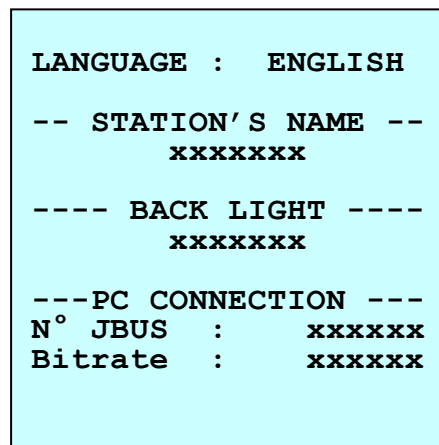 LANGUAGE : ENGLISH
-- STATION'S NAME --
xxxxxxx
---- BACK LIGHT ----
xxxxxxx
---PC CONNECTION ---
N° JBUS : xxxxxx
Bitrate : xxxxxx